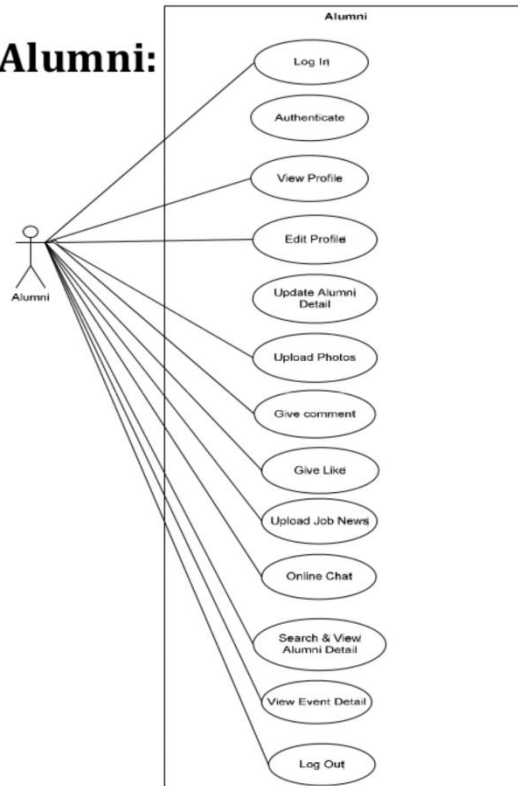 Alumni
Alumni:
Log In
Authenticate
View Profile
Edit Profile
Alumni
Update Alumni
Detail
Upload Photos
Give comment
Give Like
Upload Job News
Online Chat
Search & View
Alumni Detail
View Event Detail
Log Out